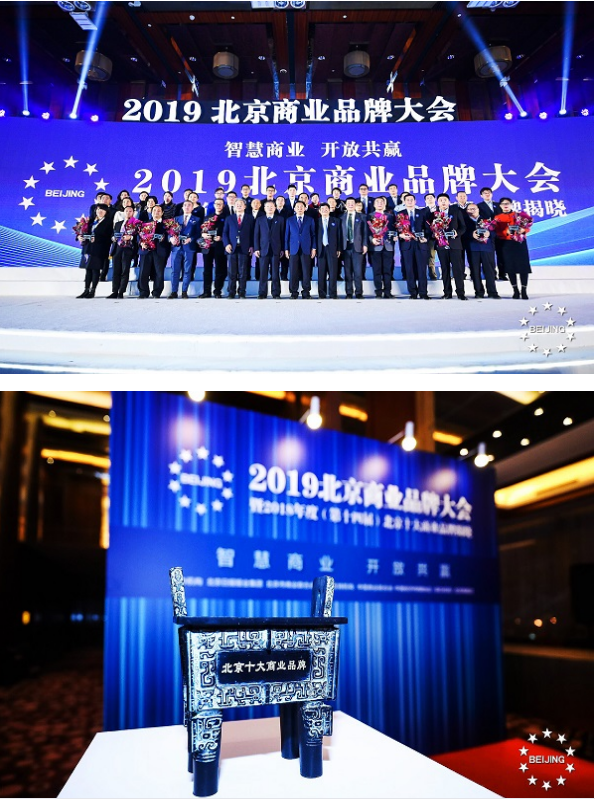 2019 北京商业品牌大会
智慧商业 开放共赢
BEIJING
2019北京商业品牌大会
揭晓
BEIJING
BEIJING
2019北京商业品牌大会
暨2018年度(第十四届)北京十大商业品牌揭晓
智慧商业 开放共赢
北京十大商业品牌
BEIJING